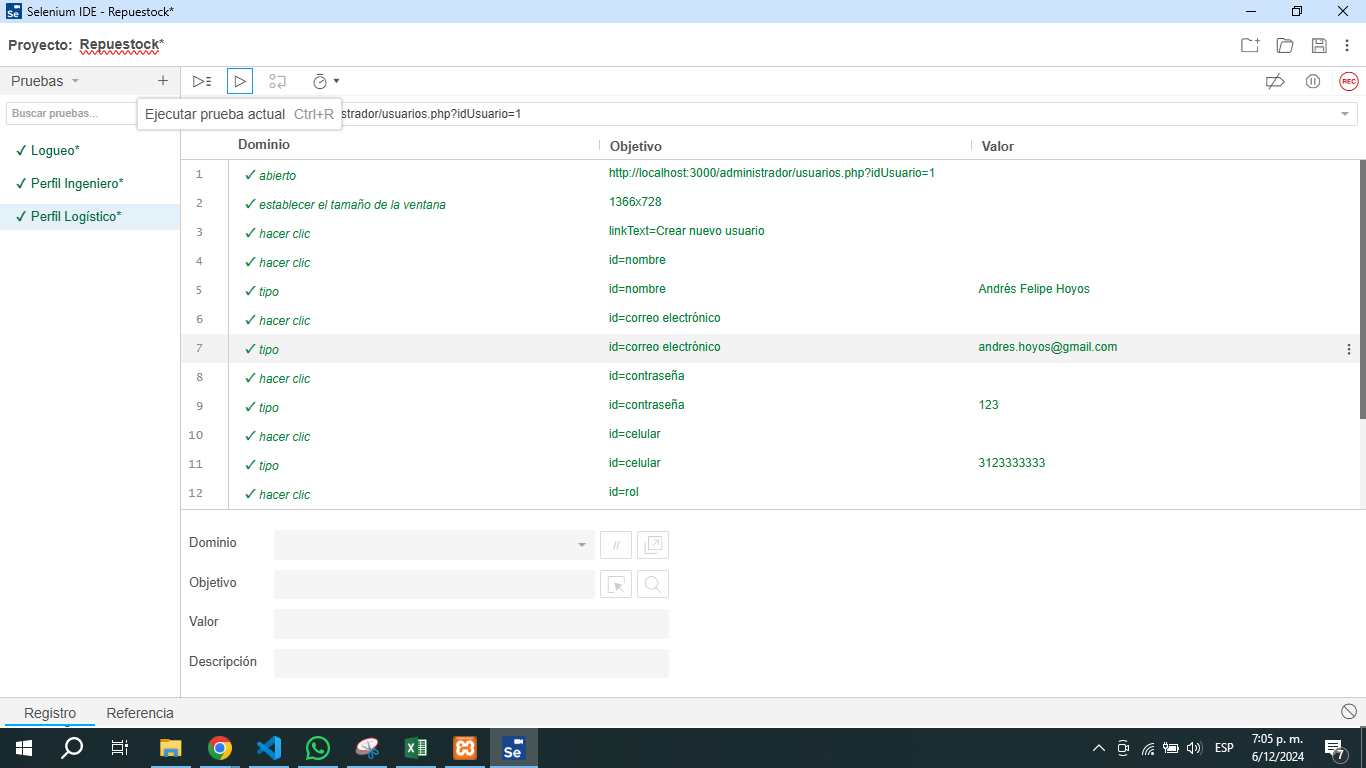 Selenium IDE - Repuestock*
Proyecto: Repuestock*
Pruebas
Ejecutar prueba actual Ctrl+R
Buscar pruebas...
strador/usuarios.php?idUsuario=1
REC
✓ Logueo*
✓ Perfil Ingeniero*
✓ Perfil Logístico*
Dominio Objetivo Valor
1 ✓ abierto http://localhost:3000/administrador/usuarios.php?idUsuario=1
2 ✓ establecer el tamaño de la ventana 1366x728
3 ✓ hacer clic linkText=Crear nuevo usuario
4 ✓ hacer clic id=nombre
5 ✓ tipo id=nombre Andrés Felipe Hoyos
6 ✓ hacer clic id=correo electrónico
7 ✓ tipo id=correo electrónico andres.hoyos@gmail.com
8 ✓ hacer clic id=contraseña
9 ✓ tipo id=contraseña 123
10 ✓ hacer clic id=celular
11 ✓ tipo id=celular 3123333333
12 ✓ hacer clic id=rol
Dominio //
Objetivo
Valor
Descripción
Registro Referencia
Se
ESP
7:05 p. m.
6/12/2024
7